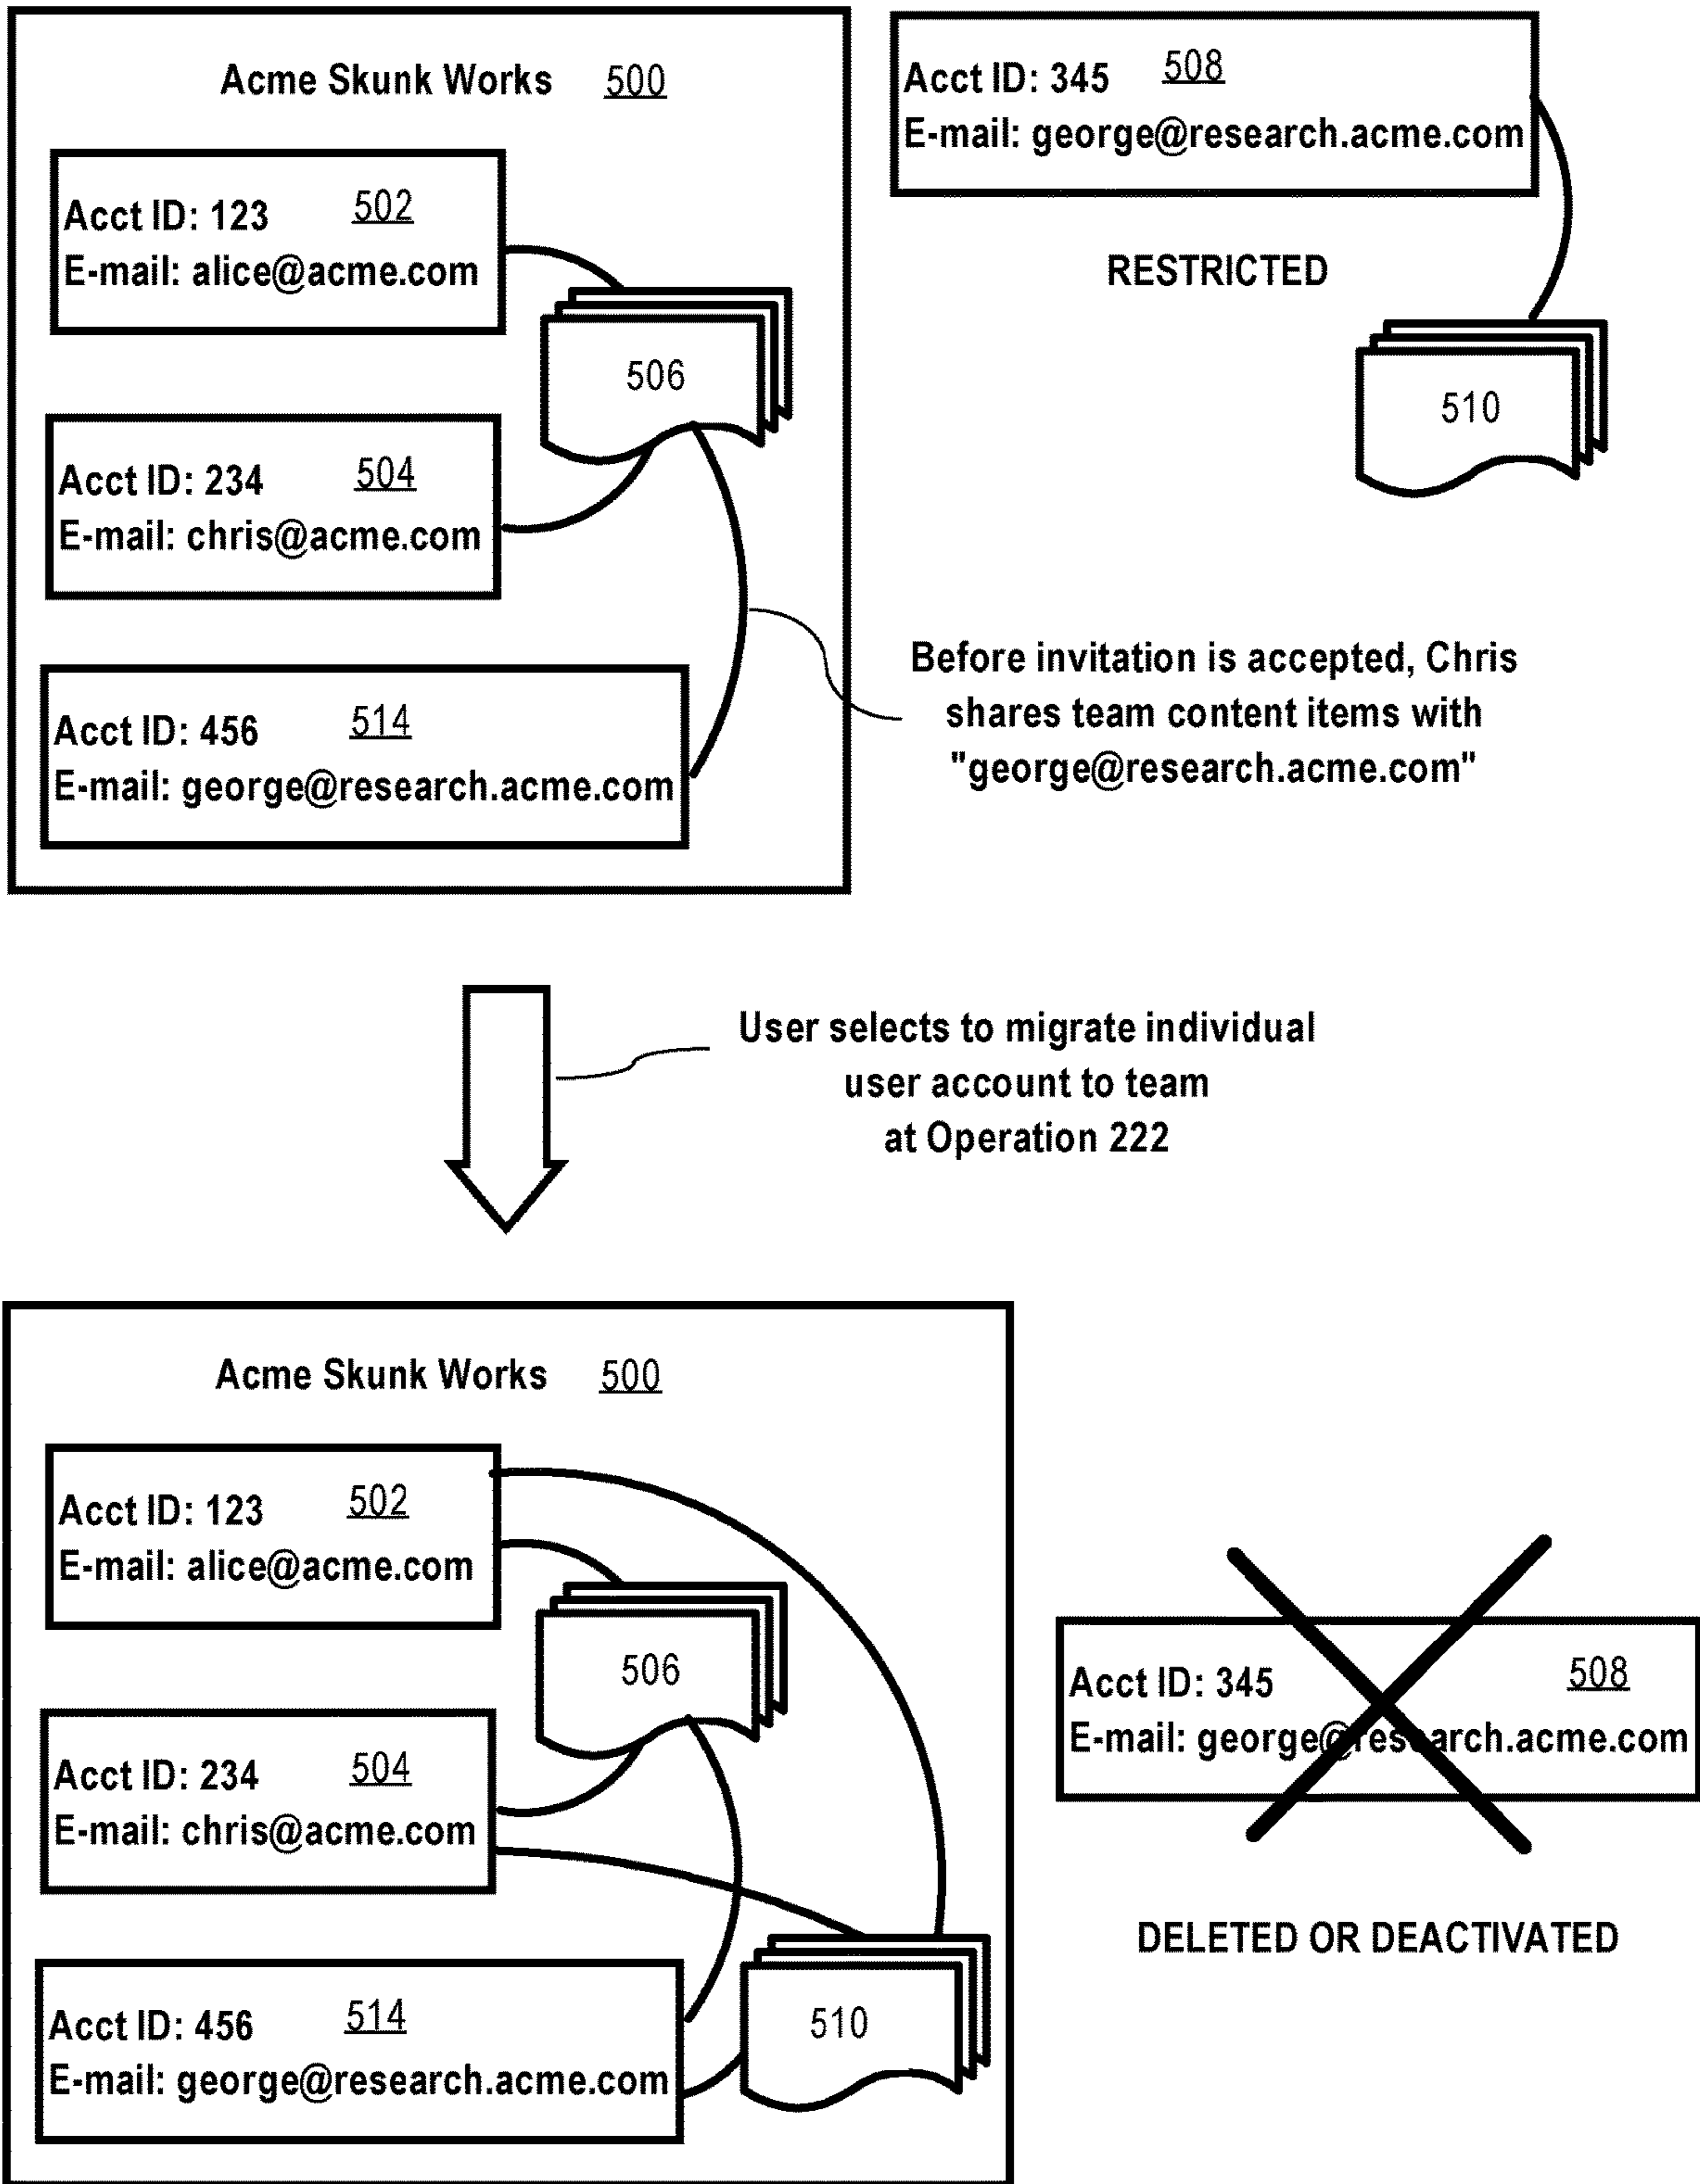 Acme Skunk Works 500
Acct ID: 123 502
E-mail: alice@acme.com
506
Acct ID: 234 504
E-mail: chris@acme.com
Acct ID: 456 514
E-mail: george@research.acme.com
Acct ID: 345 508
E-mail: george@research.acme.com
RESTRICTED
510
Before invitation is accepted, Chris
shares team content items with
"george@research.acme.com"
User selects to migrate individual
user account to team
at Operation 222
Acme Skunk Works 500
Acct ID: 123 502
E-mail: alice@acme.com
506
Acct ID: 234 504
E-mail: chris@acme.com
Acct ID: 456 514
E-mail: george@research.acme.com
510
Acct ID: 345 508
E-mail: george@research.acme.com
DELETED OR DEACTIVATED